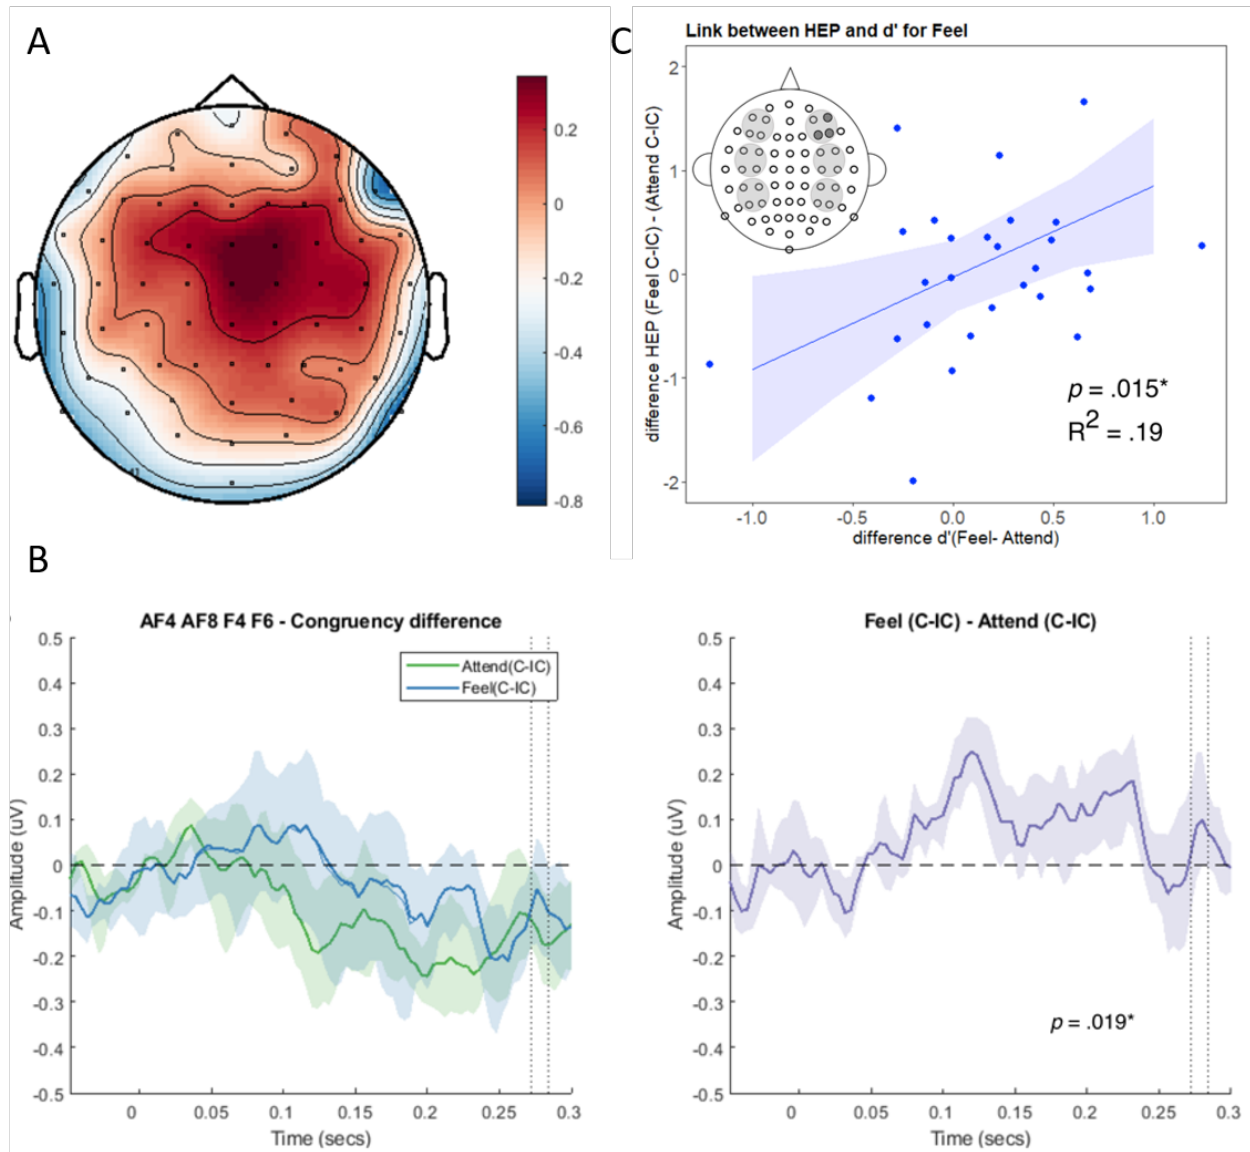 A
0.2
0
-0.2
-0.4
-0.6
-0.8
C
Link between HEP and d' for Feel
difference HEP (Feel C-IC) - (Attend C-IC)
2
1
0
-1
-2
p = .015*
R2 = .19
-1.0 -0.5 0.0 0.5 1.0
difference d'(Feel- Attend)
B
AF4 AF8 F4 F6 - Congruency difference
Attend(C-IC)
Feel(C-IC)
Amplitude (uV)
0.5
0.4
0.3
0.2
0.1
0
-0.1
-0.2
-0.3
-0.4
-0.5
0 0.05 0.1 0.15 0.2 0.25 0.3
Time (secs)
Feel (C-IC) - Attend (C-IC)
Amplitude (uV)
0.5
0.4
0.3
0.2
0.1
0
-0.1
-0.2
-0.3
-0.4
-0.5
p = .019*
0 0.05 0.1 0.15 0.2 0.25 0.3
Time (secs)